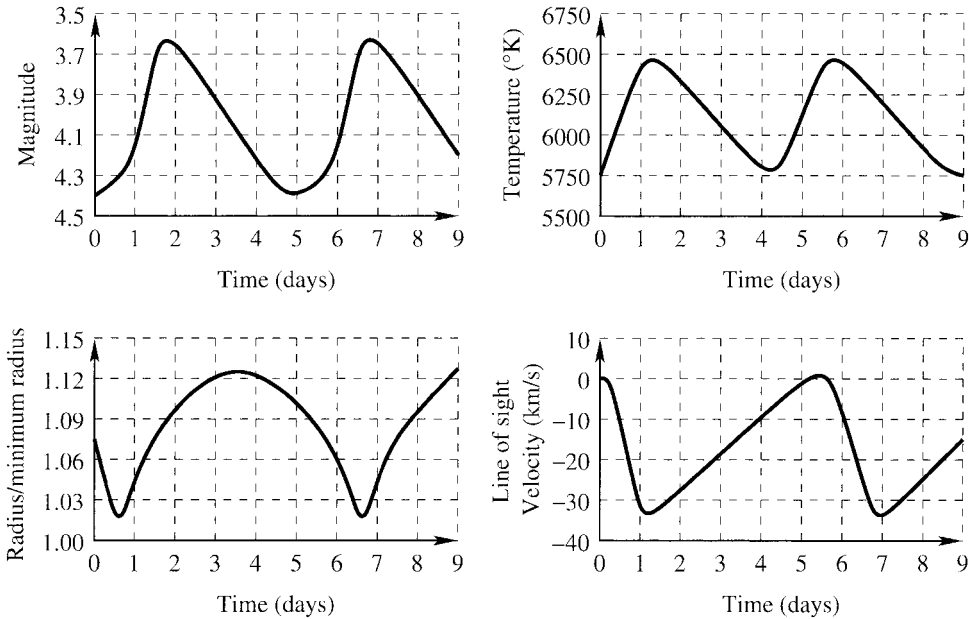 Magnitude
3.5
3.7
3.9
4.1
4.3
4.5
0 1 2 3 4 5 6 7 8 9
Time (days)
Temperature (°K)
6750
6500
6250
6000
5750
5500
0 1 2 3 4 5 6 7 8 9
Time (days)
Radius/minimum radius
1.15
1.12
1.09
1.06
1.03
1.00
0 1 2 3 4 5 6 7 8 9
Time (days)
Line of sight
Velocity (km/s)
10
0
−10
−20
−30
−40
0 1 2 3 4 5 6 7 8 9
Time (days)